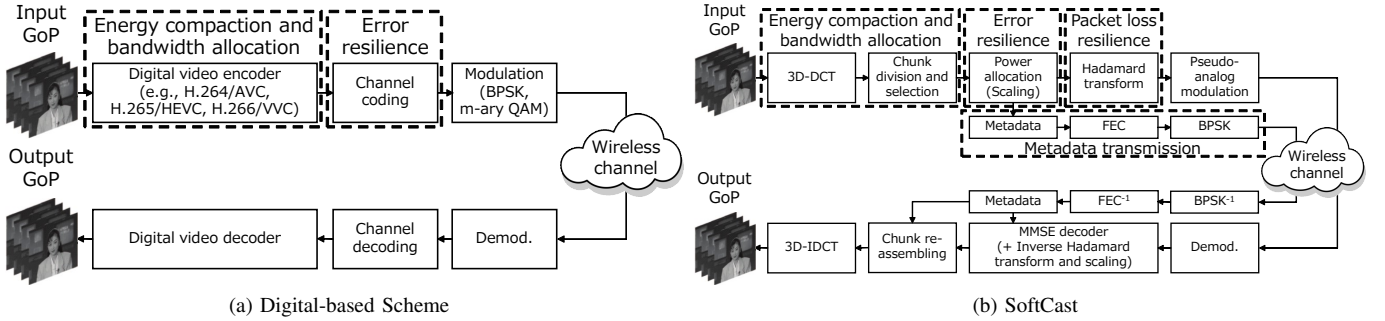 Input
GoP
Energy compaction and
bandwidth allocation
Error
resilience
Digital video encoder
(e.g., H.264/AVC,
H.265/HEVC, H.266/VVC)
Channel
coding
Modulation
(BPSK,
m-ary QAM)
Wireless
channel
Output
GoP
Digital video decoder
Channel
decoding
Demod.
(a) Digital-based Scheme
Input
GoP
Energy compaction and
bandwidth allocation
Error
resilience
Packet loss
resilience
3D-DCT
Chunk
division and
selection
Power
allocation
(Scaling)
Hadamard
transform
Pseudo-
analog
modulation
Metadata
FEC
BPSK
Metadata transmission
Wireless
channel
Output
GoP
Metadata
FEC-1
BPSK-1
3D-IDCT
Chunk re-
assembling
MMSE decoder
(+ Inverse Hadamard
transform and scaling)
Demod.
(b) SoftCast